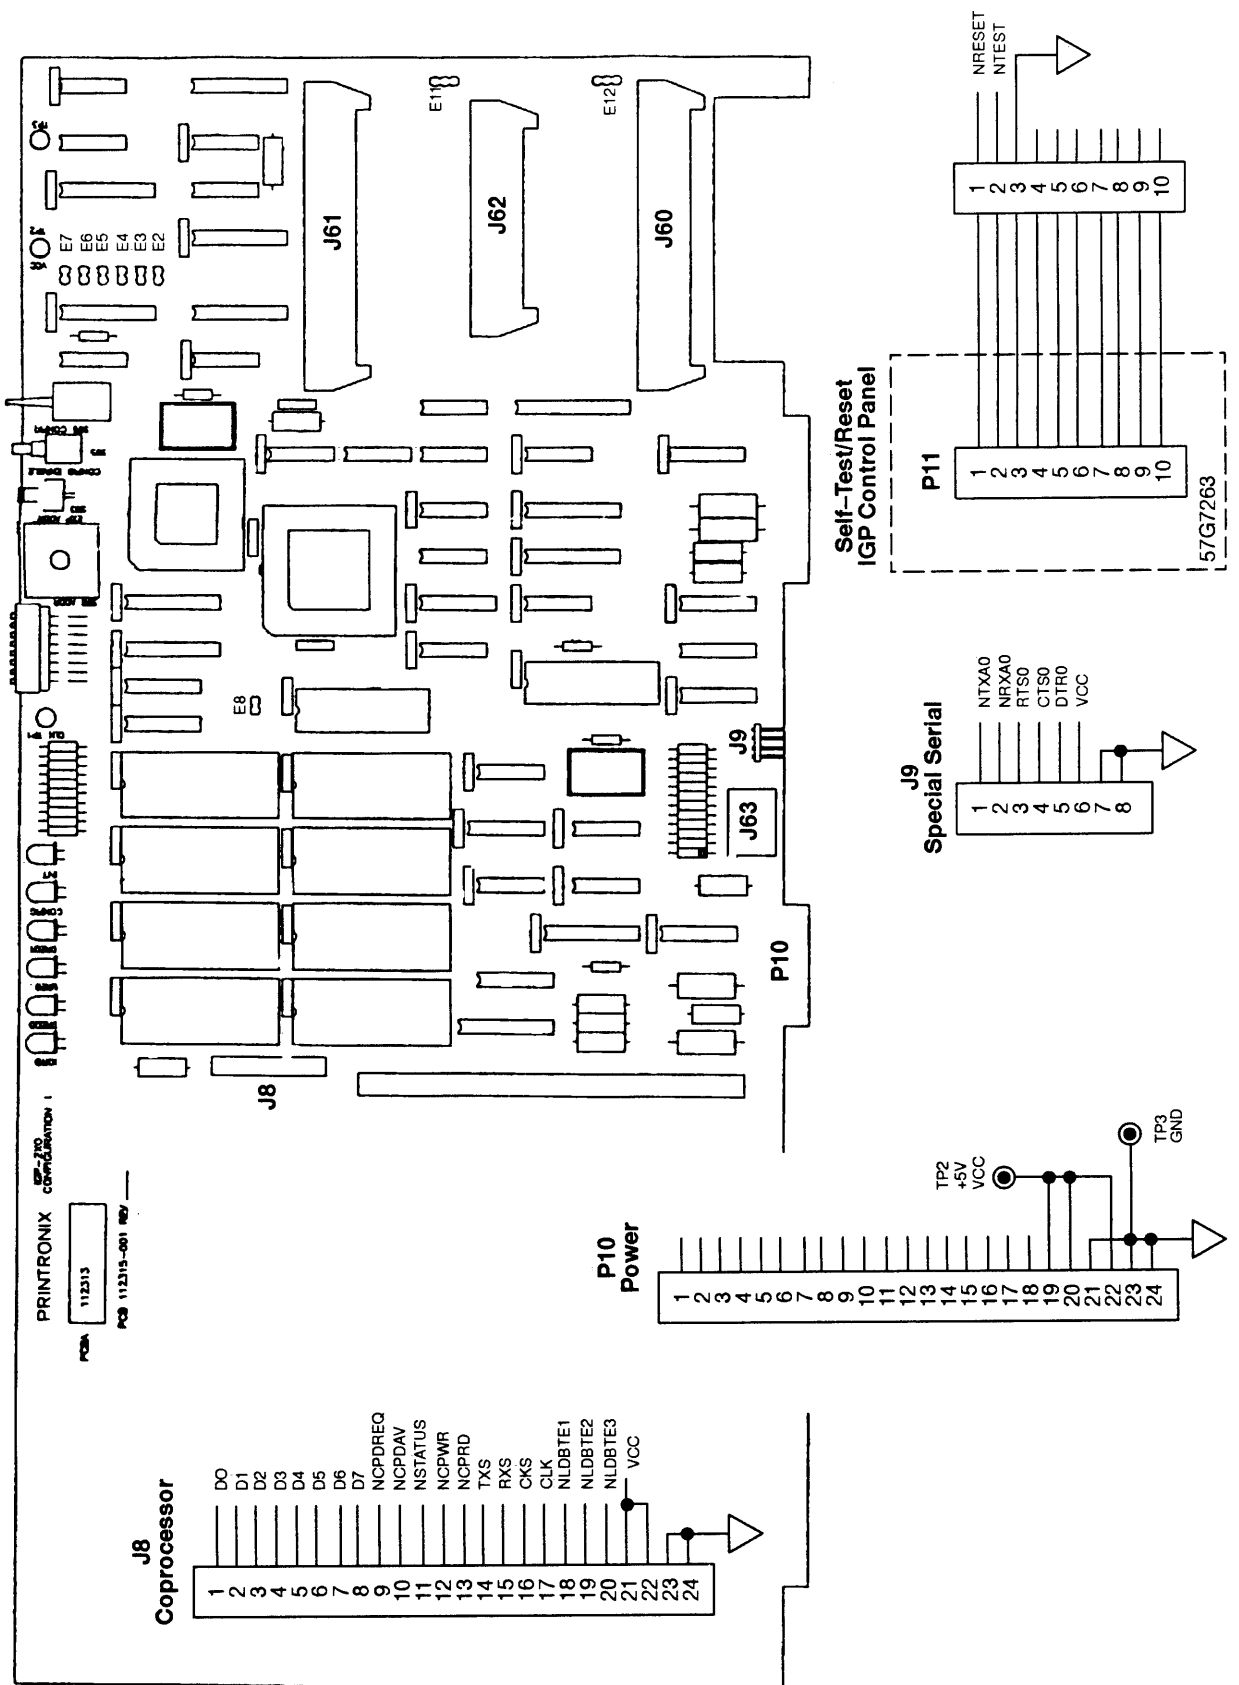 PRINTRONIX
CONFIGURATION 1
PCBA
112313
PCB 112315-001 REV
J8
E8
E7
E6
E5
E4
E3
E2
J61
E11
J62
E12
J60
J9
J63
P10
J8
Coprocessor
1 DO
2 D1
3 D2
4 D3
5 D4
6 D5
7 D6
8 D7
9 NCPDREQ
10 NCPDAV
11 NSTATUS
12 NCPWR
13 NCPRD
14 TXS
15 RXS
16 CKS
17 CLK
18 NLDBTE1
19 NLDBTE2
20 NLDBTE3
21 VCC
22
23
24
P10
Power
1
2
3
4
5
6
7
8
9
10
11
12
13
14
15
16
17
18
19
20
21
22
23
24
TP2
+5V
VCC
TP3
GND
J9
Special Serial
1 NTXA0
2 NRXA0
3 RTS0
4 CTS0
5 DTR0
6 VCC
7
8
Self–Test/Reset
IGP Control Panel
P11
1 1 NRESET
2 2 NTEST
3 3
4 4
5 5
6 6
7 7
8 8
9 9
10 10
57G7263